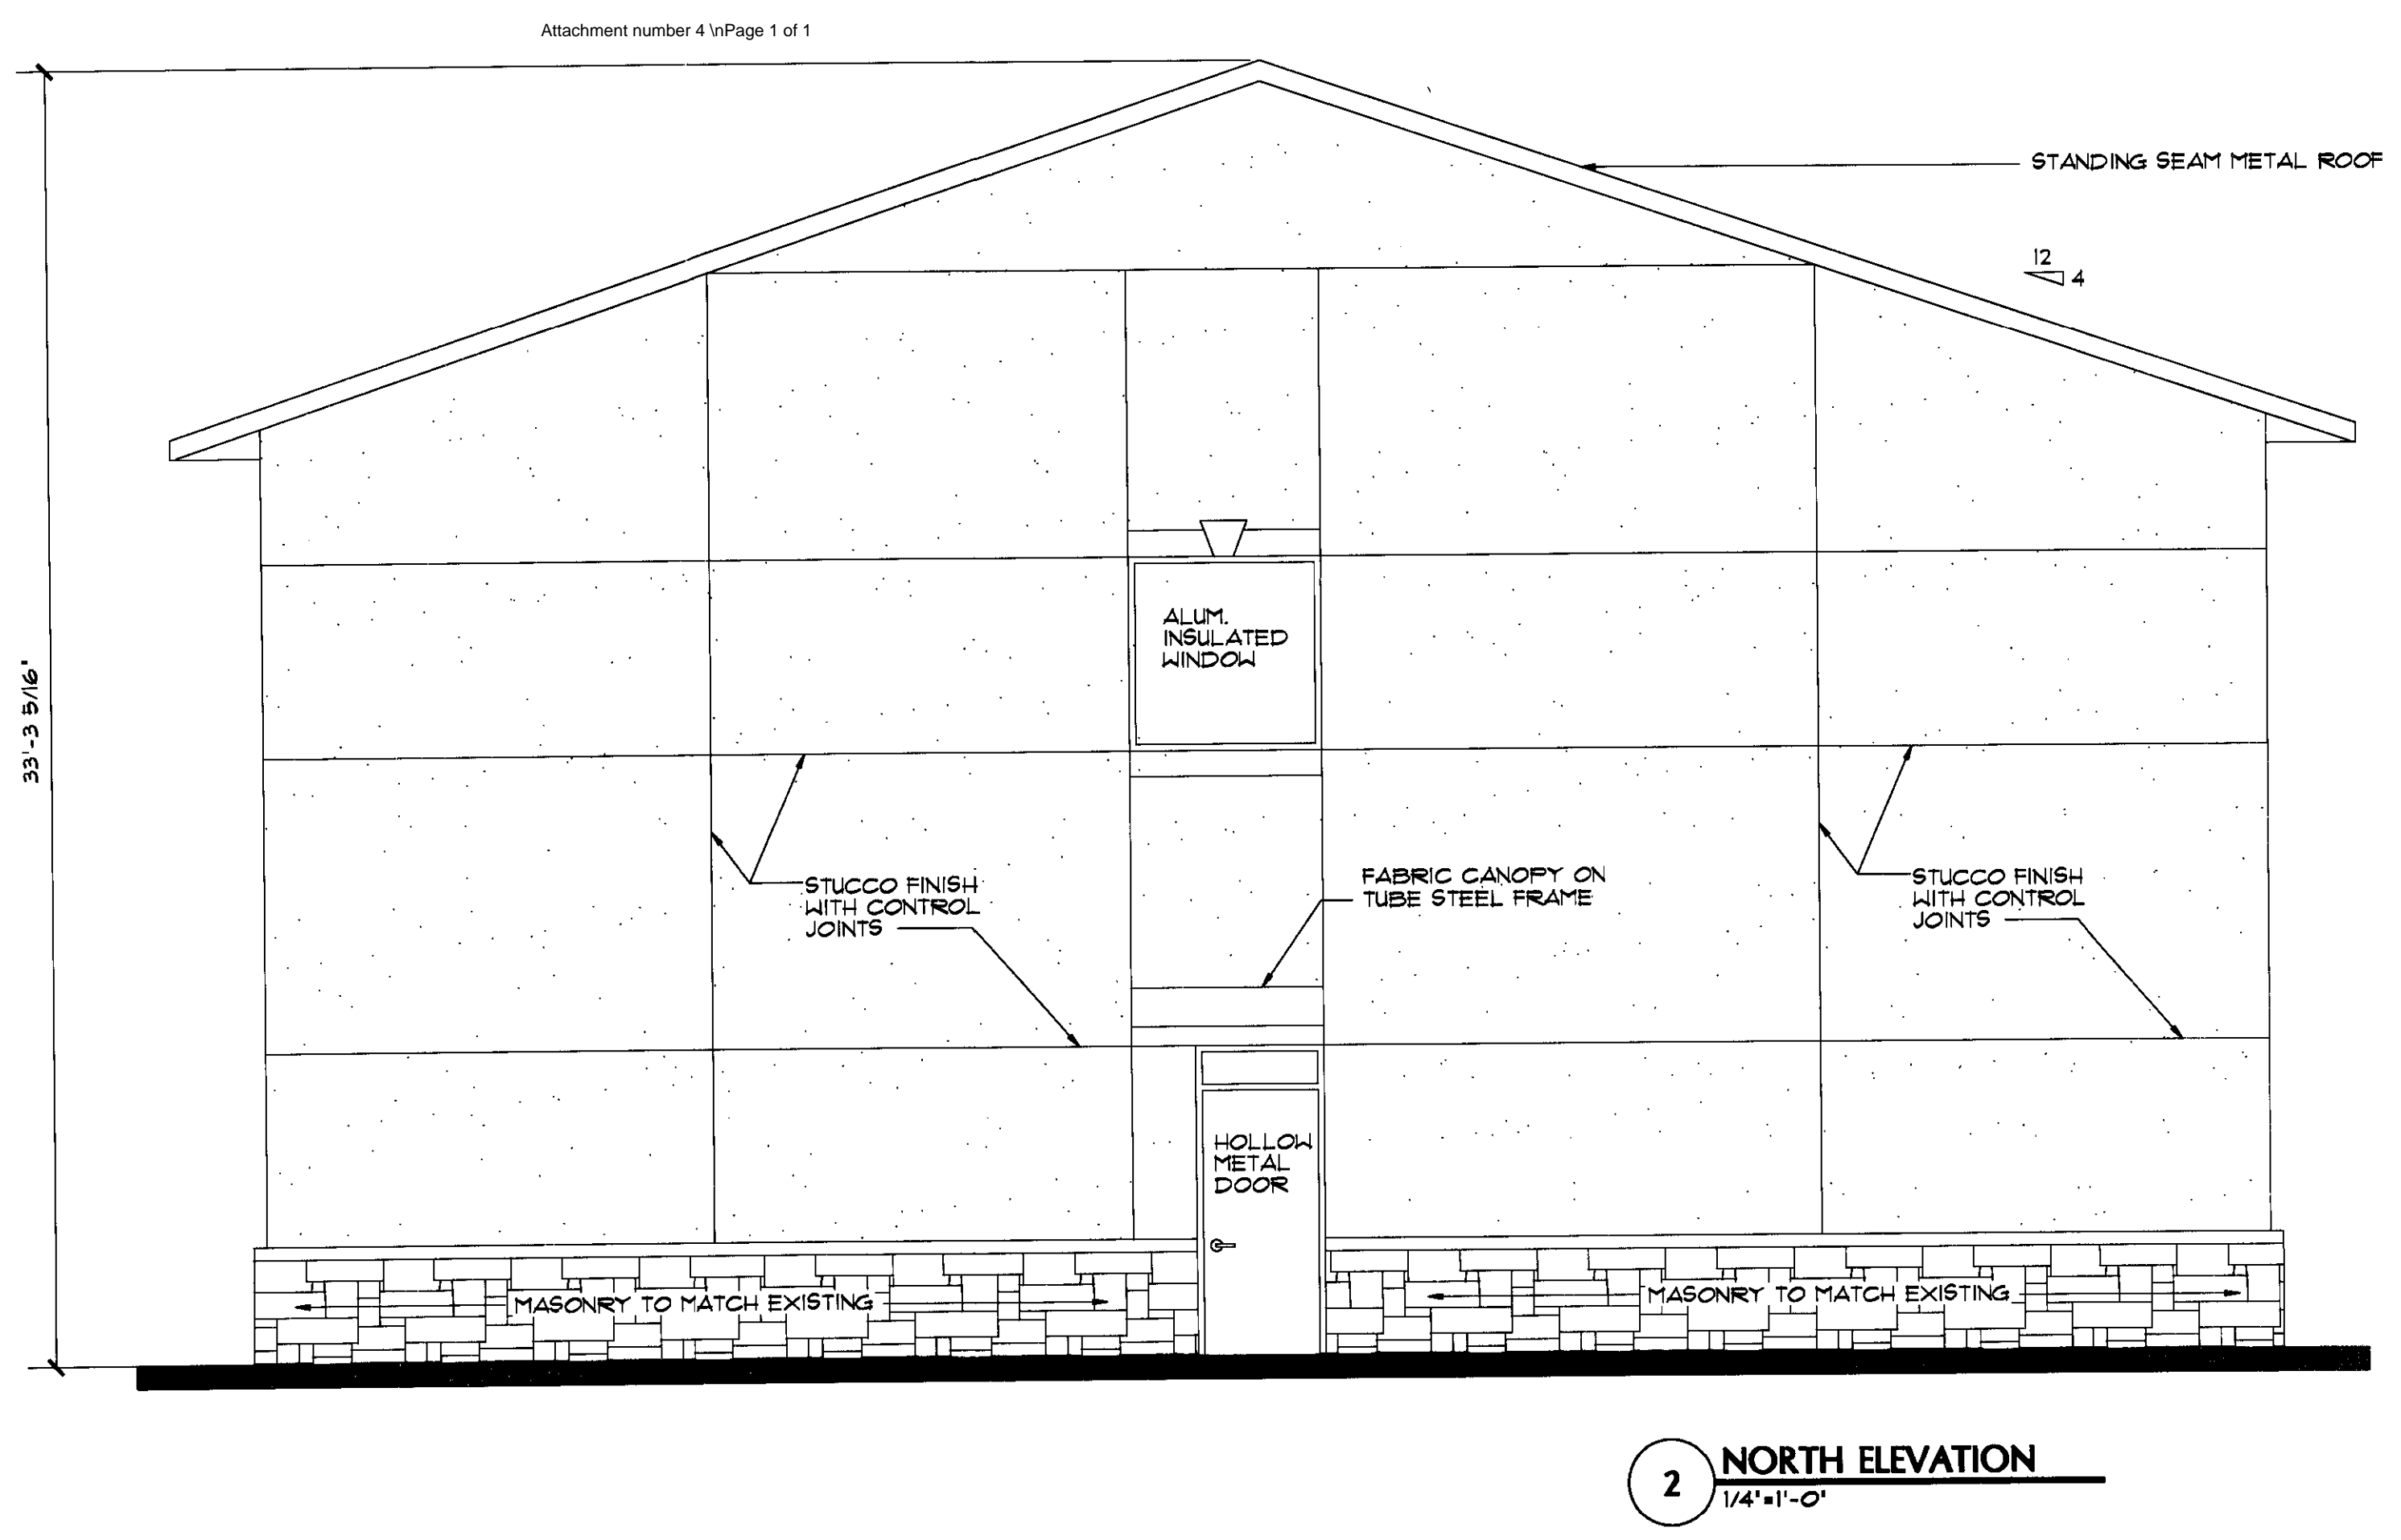 Attachment number 4 \nPage 1 of 1
STANDING SEAM METAL ROOF
12
4
33'-3 5/16"
ALUM.
INSULATED
WINDOW
STUCCO FINISH
WITH CONTROL
JOINTS
FABRIC CANOPY ON
TUBE STEEL FRAME
STUCCO FINISH
WITH CONTROL
JOINTS
HOLLOW
METAL
DOOR
MASONRY TO MATCH EXISTING
MASONRY TO MATCH EXISTING
2
NORTH ELEVATION
1/4"=1'-0"